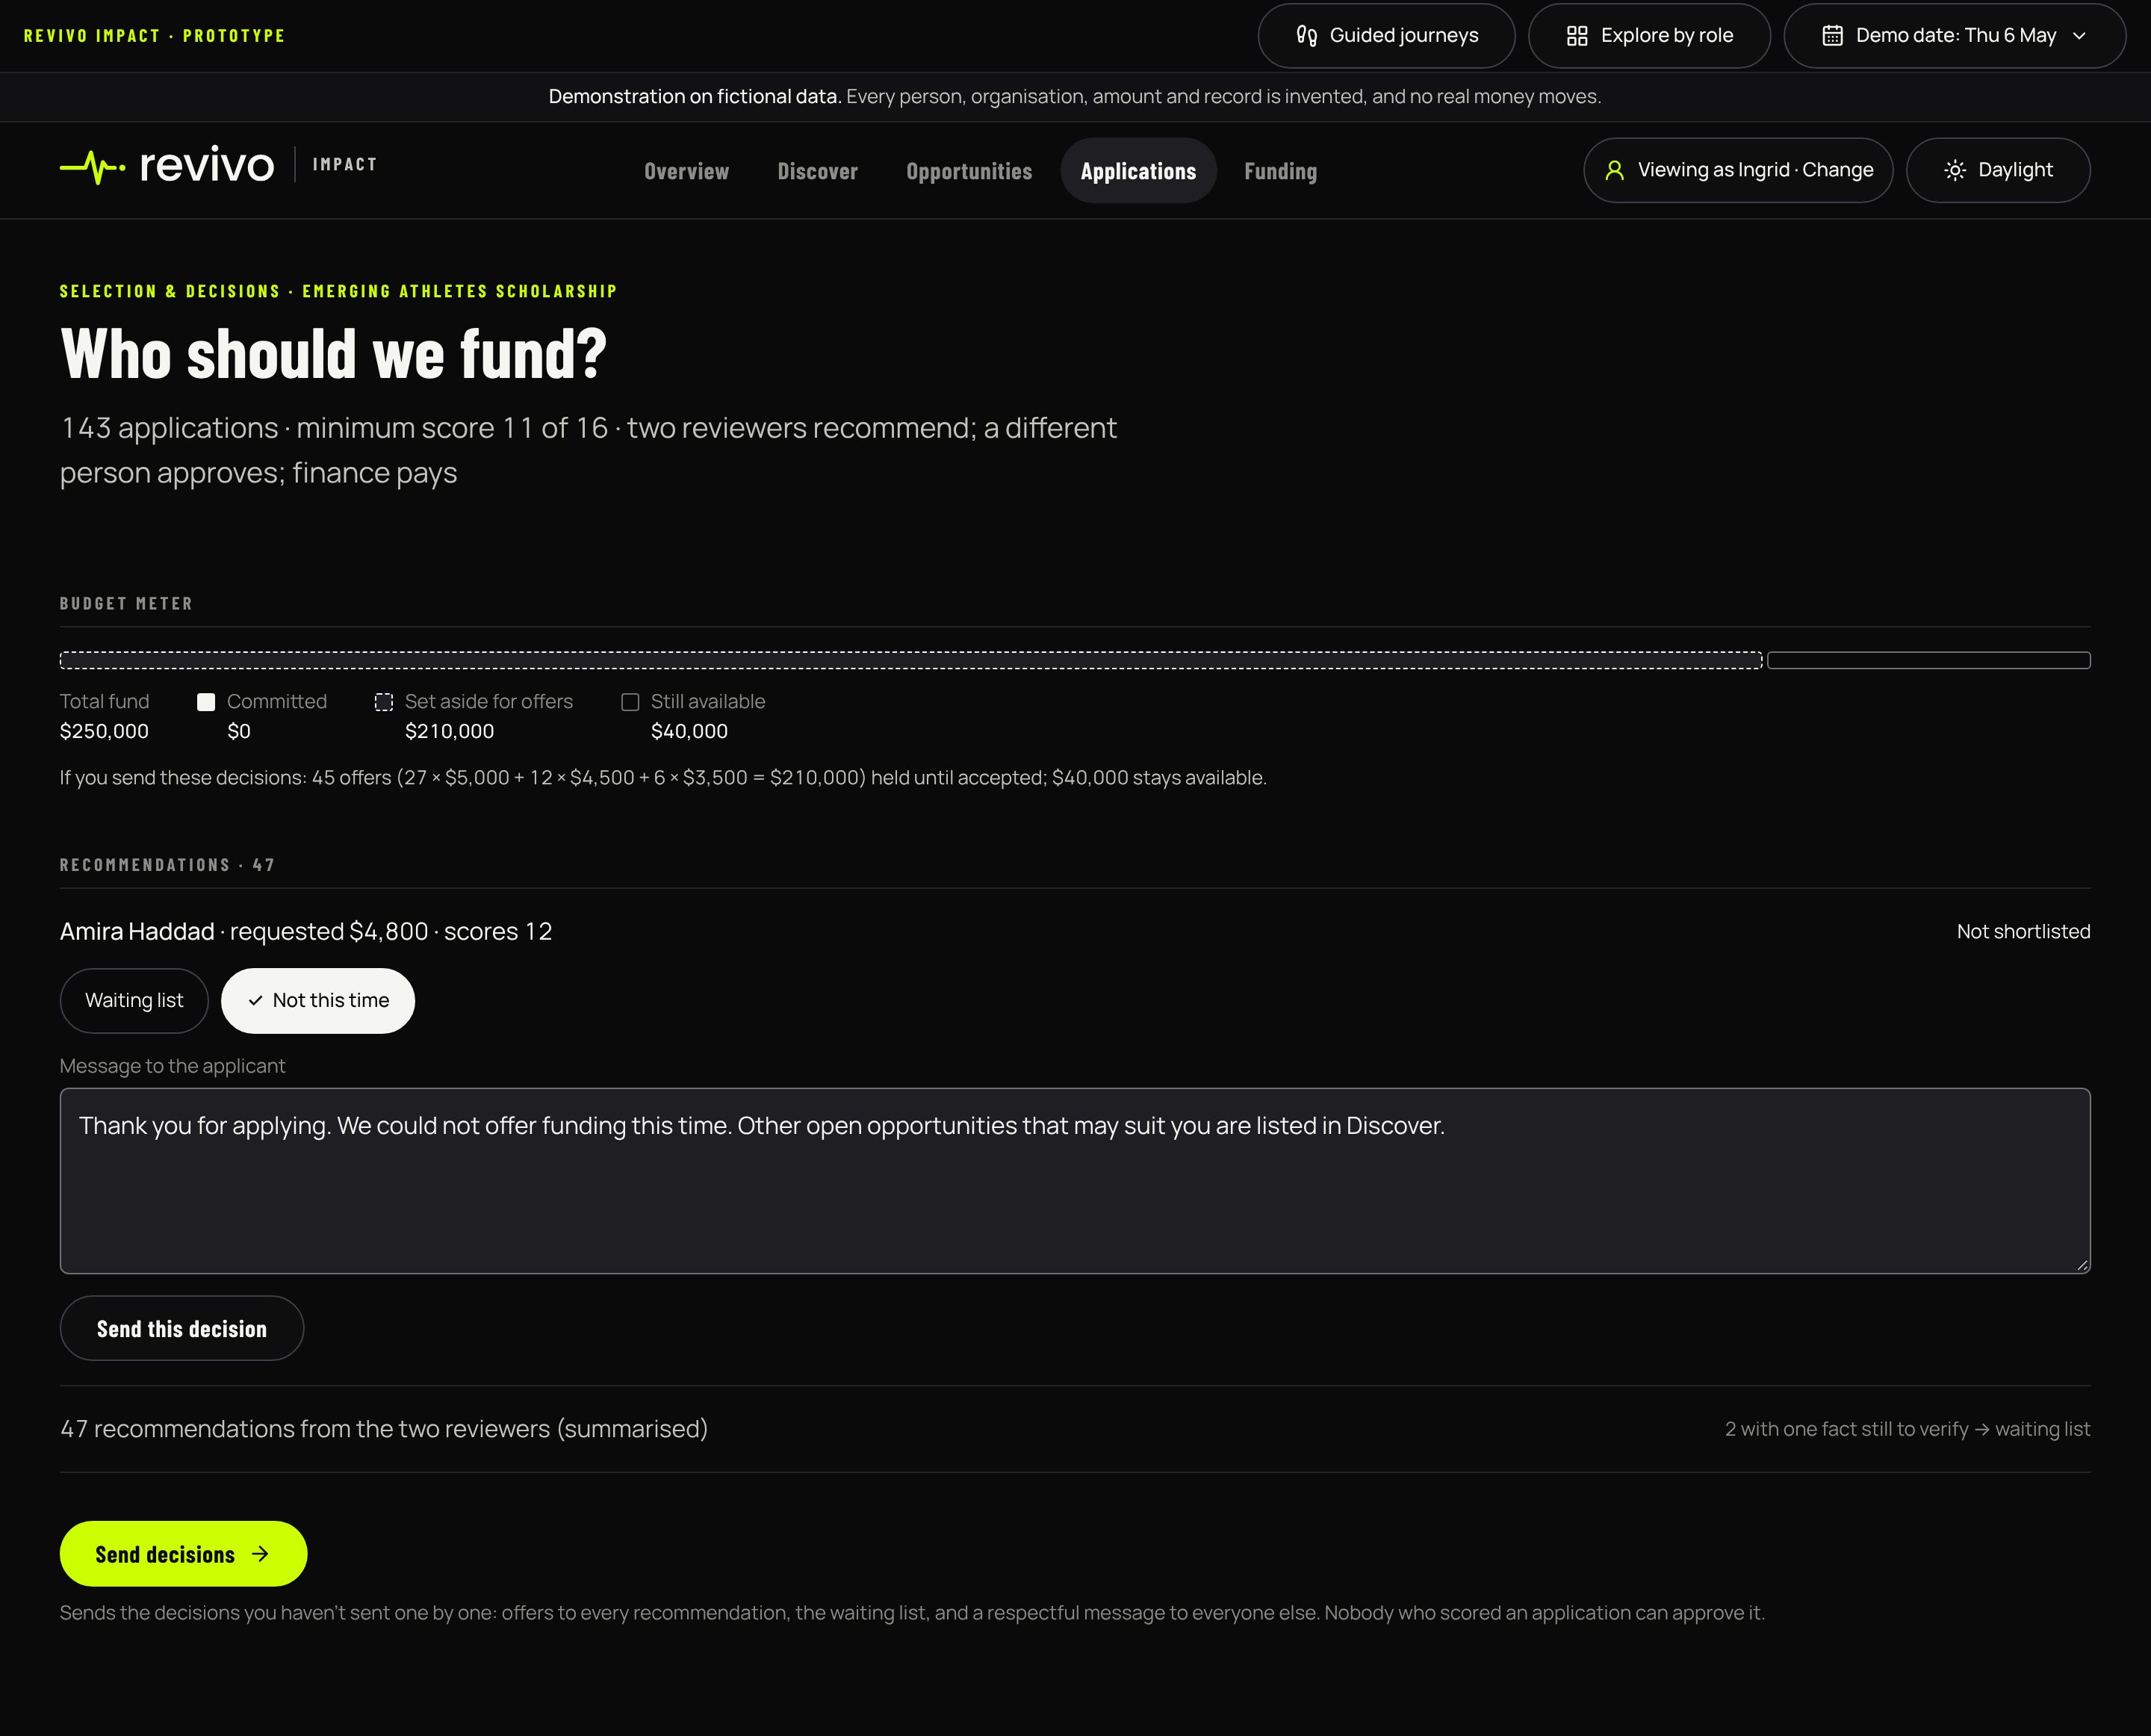 REVIVO IMPACT · PROTOTYPE
Guided journeys
Explore by role
Demo date: Thu 6 May
Demonstration on fictional data. Every person, organisation, amount and record is invented, and no real money moves.
revivo
IMPACT
Overview
Discover
Opportunities
Applications
Funding
Viewing as Ingrid · Change
Daylight
SELECTION & DECISIONS · EMERGING ATHLETES SCHOLARSHIP
Who should we fund?
143 applications · minimum score 11 of 16 · two reviewers recommend; a different
person approves; finance pays
BUDGET METER
Total fund
$250,000
Committed
$0
Set aside for offers
$210,000
Still available
$40,000
If you send these decisions: 45 offers (27 × $5,000 + 12 × $4,500 + 6 × $3,500 = $210,000) held until accepted; $40,000 stays available.
RECOMMENDATIONS · 47
Amira Haddad · requested $4,800 · scores 12
Not shortlisted
Waiting list
Not this time
Message to the applicant
Thank you for applying. We could not offer funding this time. Other open opportunities that may suit you are listed in Discover.
Send this decision
47 recommendations from the two reviewers (summarised)
2 with one fact still to verify → waiting list
Send decisions →
Sends the decisions you haven't sent one by one: offers to every recommendation, the waiting list, and a respectful message to everyone else. Nobody who scored an application can approve it.